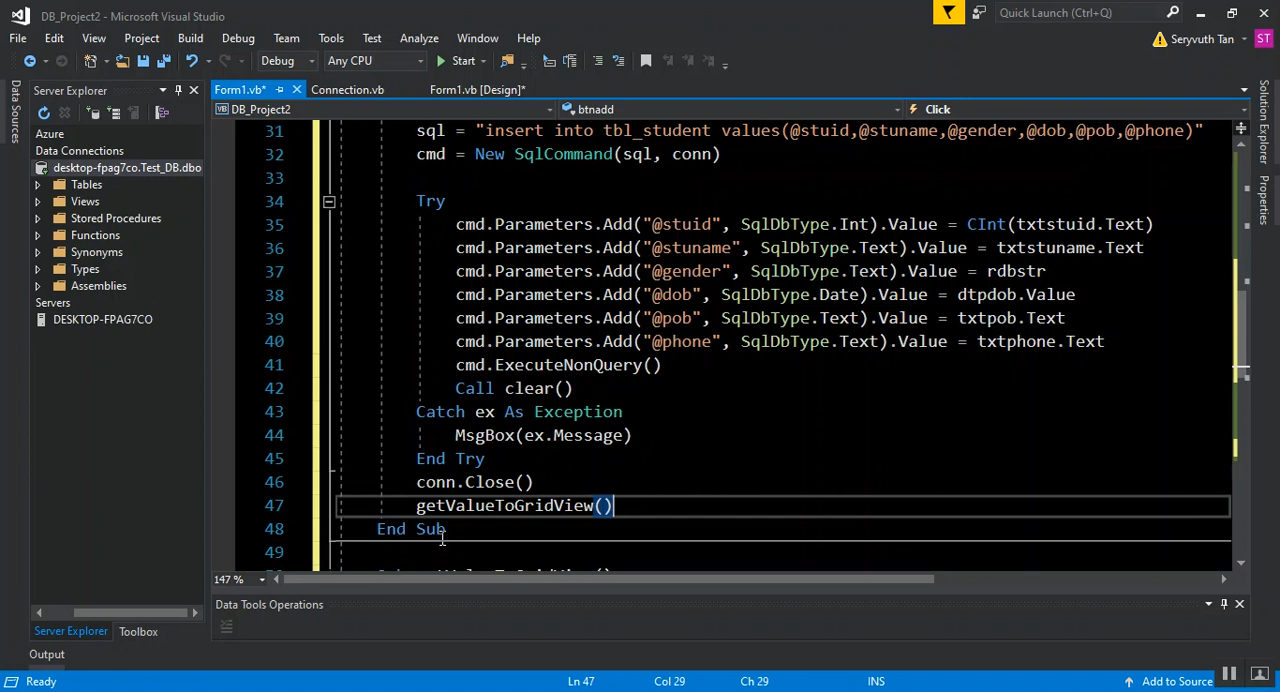 DB_Project2 - Microsoft Visual Studio
Quick Launch (Ctrl+Q)
File Edit View Project Build Debug Team Tools Test Analyze Window Help
Seryvuth Tan ST
Debug Any CPU Start
Data Sources
Server Explorer
Form1.vb* Connection.vb Form1.vb [Design]*
DB_Project2 btnadd Click
Azure
Data Connections
desktop-fpag7co.Test_DB.dbo
Tables
Views
Stored Procedures
Functions
Synonyms
Types
Assemblies
Servers
DESKTOP-FPAG7CO
31 sql = "insert into tbl_student values(@stuid,@stuname,@gender,@dob,@pob,@phone)"
32 cmd = New SqlCommand(sql, conn)
33
34 Try
35 cmd.Parameters.Add("@stuid", SqlDbType.Int).Value = CInt(txtstuid.Text)
36 cmd.Parameters.Add("@stuname", SqlDbType.Text).Value = txtstuname.Text
37 cmd.Parameters.Add("@gender", SqlDbType.Text).Value = rdbstr
38 cmd.Parameters.Add("@dob", SqlDbType.Date).Value = dtpdob.Value
39 cmd.Parameters.Add("@pob", SqlDbType.Text).Value = txtpob.Text
40 cmd.Parameters.Add("@phone", SqlDbType.Text).Value = txtphone.Text
41 cmd.ExecuteNonQuery()
42 Call clear()
43 Catch ex As Exception
44 MsgBox(ex.Message)
45 End Try
46 conn.Close()
47 getValueToGridView()
48 End Sub
49
Solution Explorer
Properties
147 %
Data Tools Operations
Server Explorer Toolbox
Output
Ready Ln 47 Col 29 Ch 29 INS Add to Source